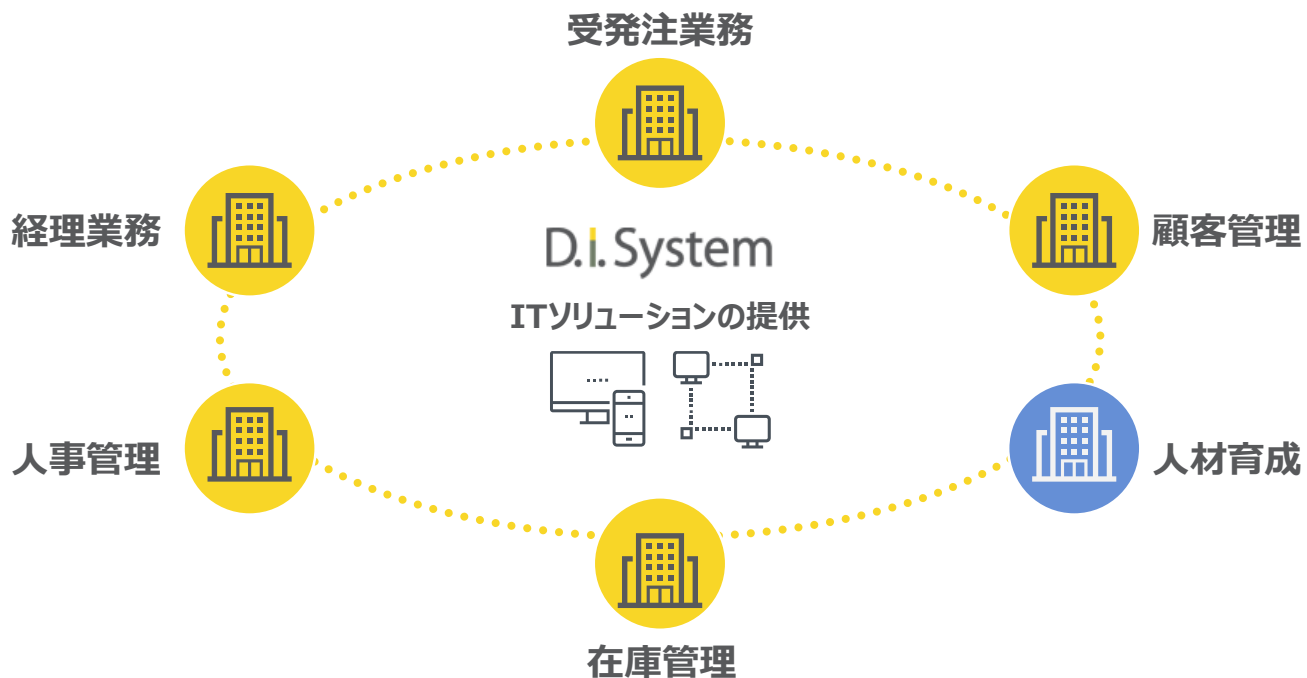 受発注業務
経理業務
顧客管理
D.i.System
ITソリューションの提供
人事管理
人材育成
在庫管理